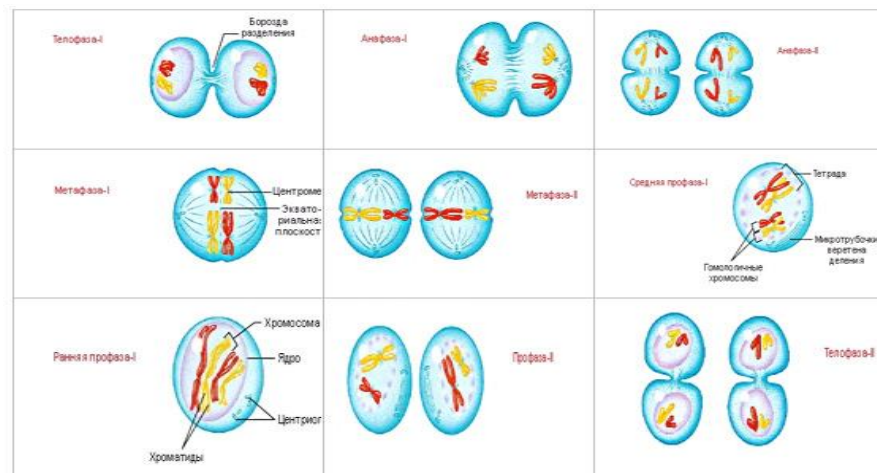 Телофаза-I
Борозда
разделения
Анафаза-I
Анафаза-II
Метафаза-I
Центроме
Эквато-
риальна:
плоскост
Метафаза-II
Средняя профаза-I
Тетрада
Микротрубочки
веретена
деления
Гомологичные
хромосомы
Ранняя профаза-I
Хромосома
Ядро
Центриол
Хроматиды
Профаза-II
Телофаза-II